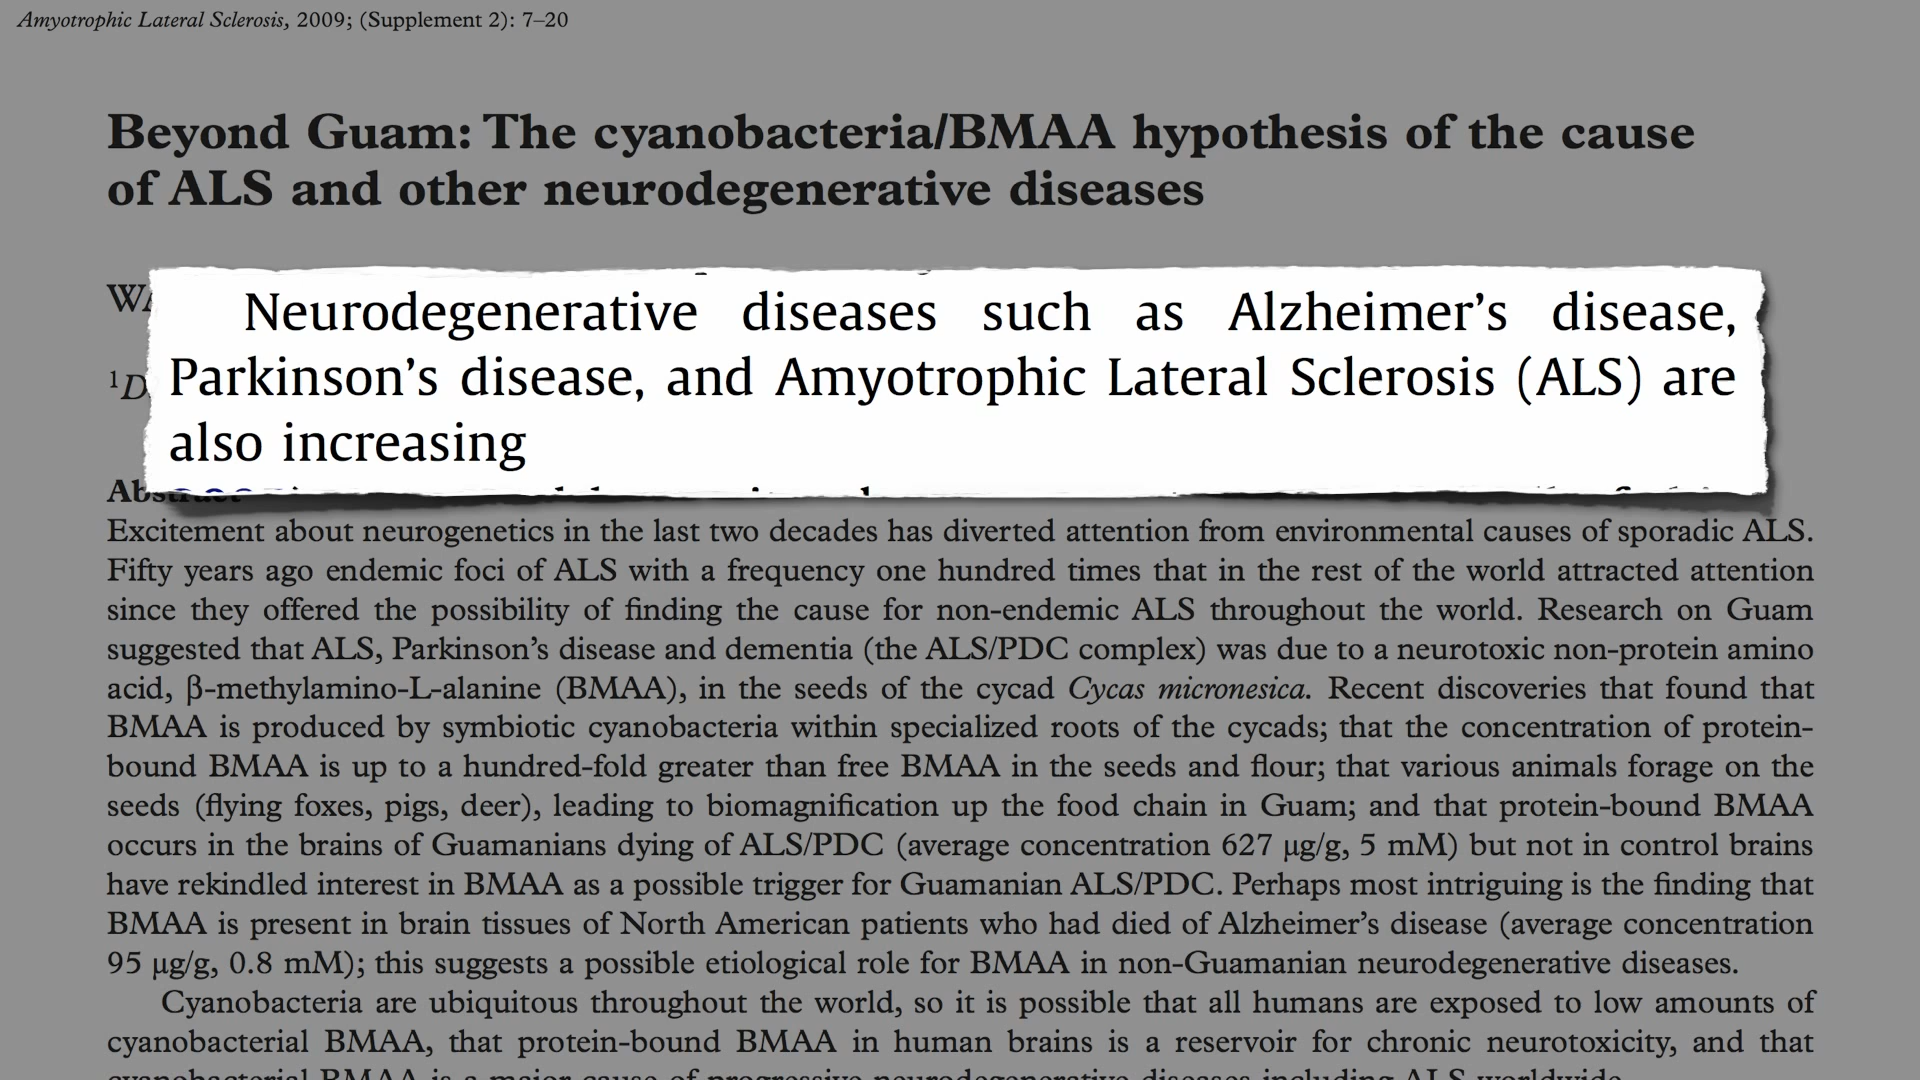 Amyotrophic Lateral Sclerosis, 2009; (Supplement 2): 7–20
Beyond Guam: The cyanobacteria/BMAA hypothesis of the cause
of ALS and other neurodegenerative diseases
Neurodegenerative diseases such as Alzheimer’s disease,
Parkinson’s disease, and Amyotrophic Lateral Sclerosis (ALS) are
also increasing
Abstract
Excitement about neurogenetics in the last two decades has diverted attention from environmental causes of sporadic ALS.
Fifty years ago endemic foci of ALS with a frequency one hundred times that in the rest of the world attracted attention
since they offered the possibility of finding the cause for non-endemic ALS throughout the world. Research on Guam
suggested that ALS, Parkinson’s disease and dementia (the ALS/PDC complex) was due to a neurotoxic non-protein amino
acid, β-methylamino-L-alanine (BMAA), in the seeds of the cycad Cycas micronesica. Recent discoveries that found that
BMAA is produced by symbiotic cyanobacteria within specialized roots of the cycads; that the concentration of protein-
bound BMAA is up to a hundred-fold greater than free BMAA in the seeds and flour; that various animals forage on the
seeds (flying foxes, pigs, deer), leading to biomagnification up the food chain in Guam; and that protein-bound BMAA
occurs in the brains of Guamanians dying of ALS/PDC (average concentration 627 μg/g, 5 mM) but not in control brains
have rekindled interest in BMAA as a possible trigger for Guamanian ALS/PDC. Perhaps most intriguing is the finding that
BMAA is present in brain tissues of North American patients who had died of Alzheimer’s disease (average concentration
95 μg/g, 0.8 mM); this suggests a possible etiological role for BMAA in non-Guamanian neurodegenerative diseases.
Cyanobacteria are ubiquitous throughout the world, so it is possible that all humans are exposed to low amounts of
cyanobacterial BMAA, that protein-bound BMAA in human brains is a reservoir for chronic neurotoxicity, and that
cyanobacterial BMAA is a major cause of progressive neurodegenerative diseases including ALS worldwide.